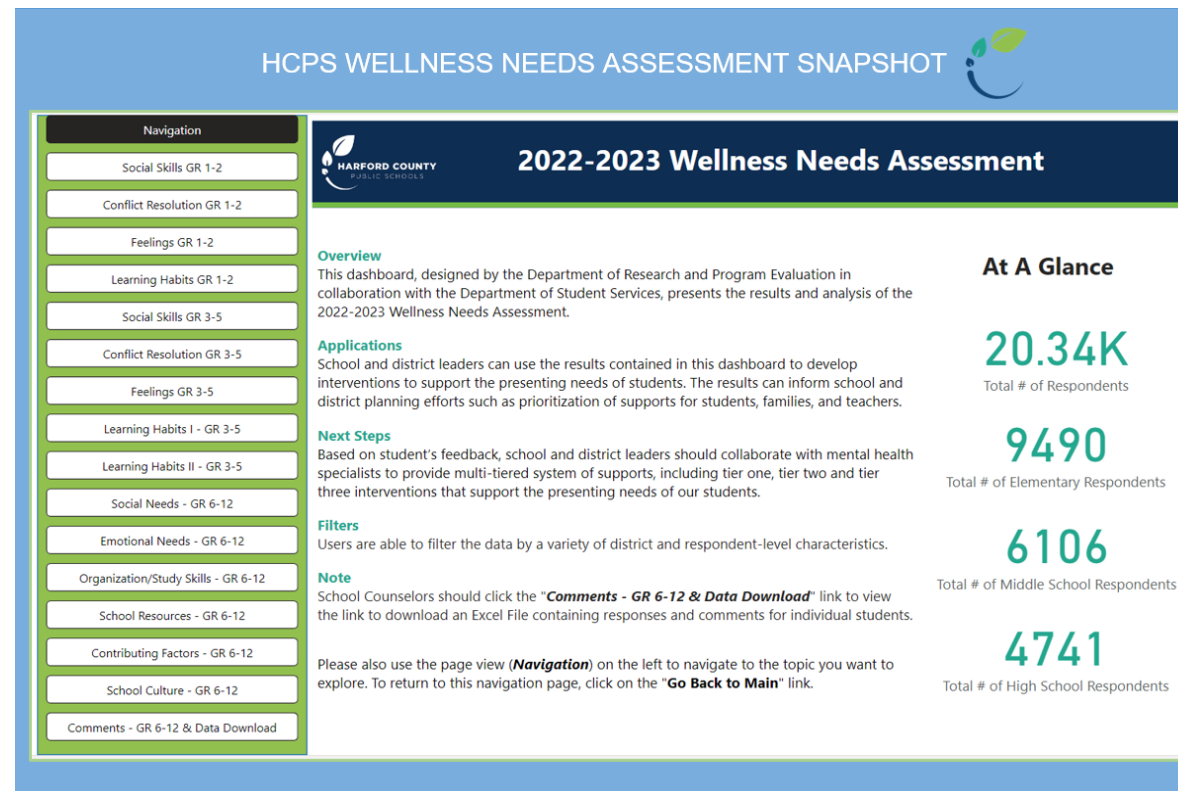 HCPS WELLNESS NEEDS ASSESSMENT SNAPSHOT
Navigation
Social Skills GR 1-2
Conflict Resolution GR 1-2
Feelings GR 1-2
Learning Habits GR 1-2
Social Skills GR 3-5
Conflict Resolution GR 3-5
Feelings GR 3-5
Learning Habits I - GR 3-5
Learning Habits II - GR 3-5
Social Needs - GR 6-12
Emotional Needs - GR 6-12
Organization/Study Skills - GR 6-12
School Resources - GR 6-12
Contributing Factors - GR 6-12
School Culture - GR 6-12
Comments - GR 6-12 & Data Download
HARFORD COUNTY
PUBLIC SCHOOLS
2022-2023 Wellness Needs Assessment
Overview
This dashboard, designed by the Department of Research and Program Evaluation in
collaboration with the Department of Student Services, presents the results and analysis of the
2022-2023 Wellness Needs Assessment.
Applications
School and district leaders can use the results contained in this dashboard to develop
interventions to support the presenting needs of students. The results can inform school and
district planning efforts such as prioritization of supports for students, families, and teachers.
Next Steps
Based on student's feedback, school and district leaders should collaborate with mental health
specialists to provide multi-tiered system of supports, including tier one, tier two and tier
three interventions that support the presenting needs of our students.
Filters
Users are able to filter the data by a variety of district and respondent-level characteristics.
Note
School Counselors should click the "Comments - GR 6-12 & Data Download" link to view
the link to download an Excel File containing responses and comments for individual students.
Please also use the page view (Navigation) on the left to navigate to the topic you want to
explore. To return to this navigation page, click on the "Go Back to Main" link.
At A Glance
20.34K
Total # of Respondents
9490
Total # of Elementary Respondents
6106
Total # of Middle School Respondents
4741
Total # of High School Respondents